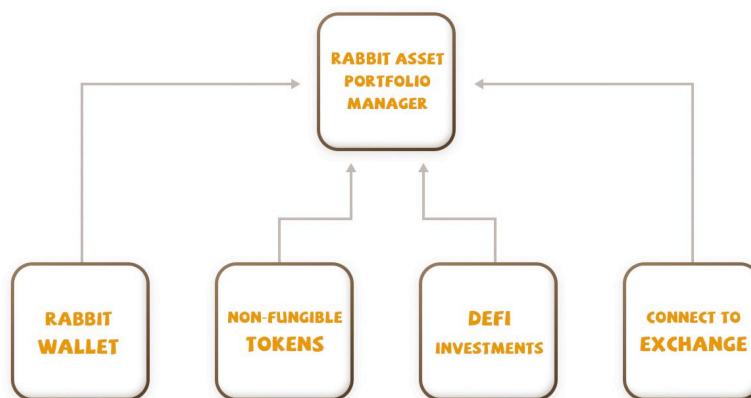 RABBIT ASSET
PORTFOLIO
MANAGER
RABBIT
WALLET
NON-FUNGIBLE
TOKENS
DEFI
INVESTMENTS
CONNECT TO
EXCHANGE